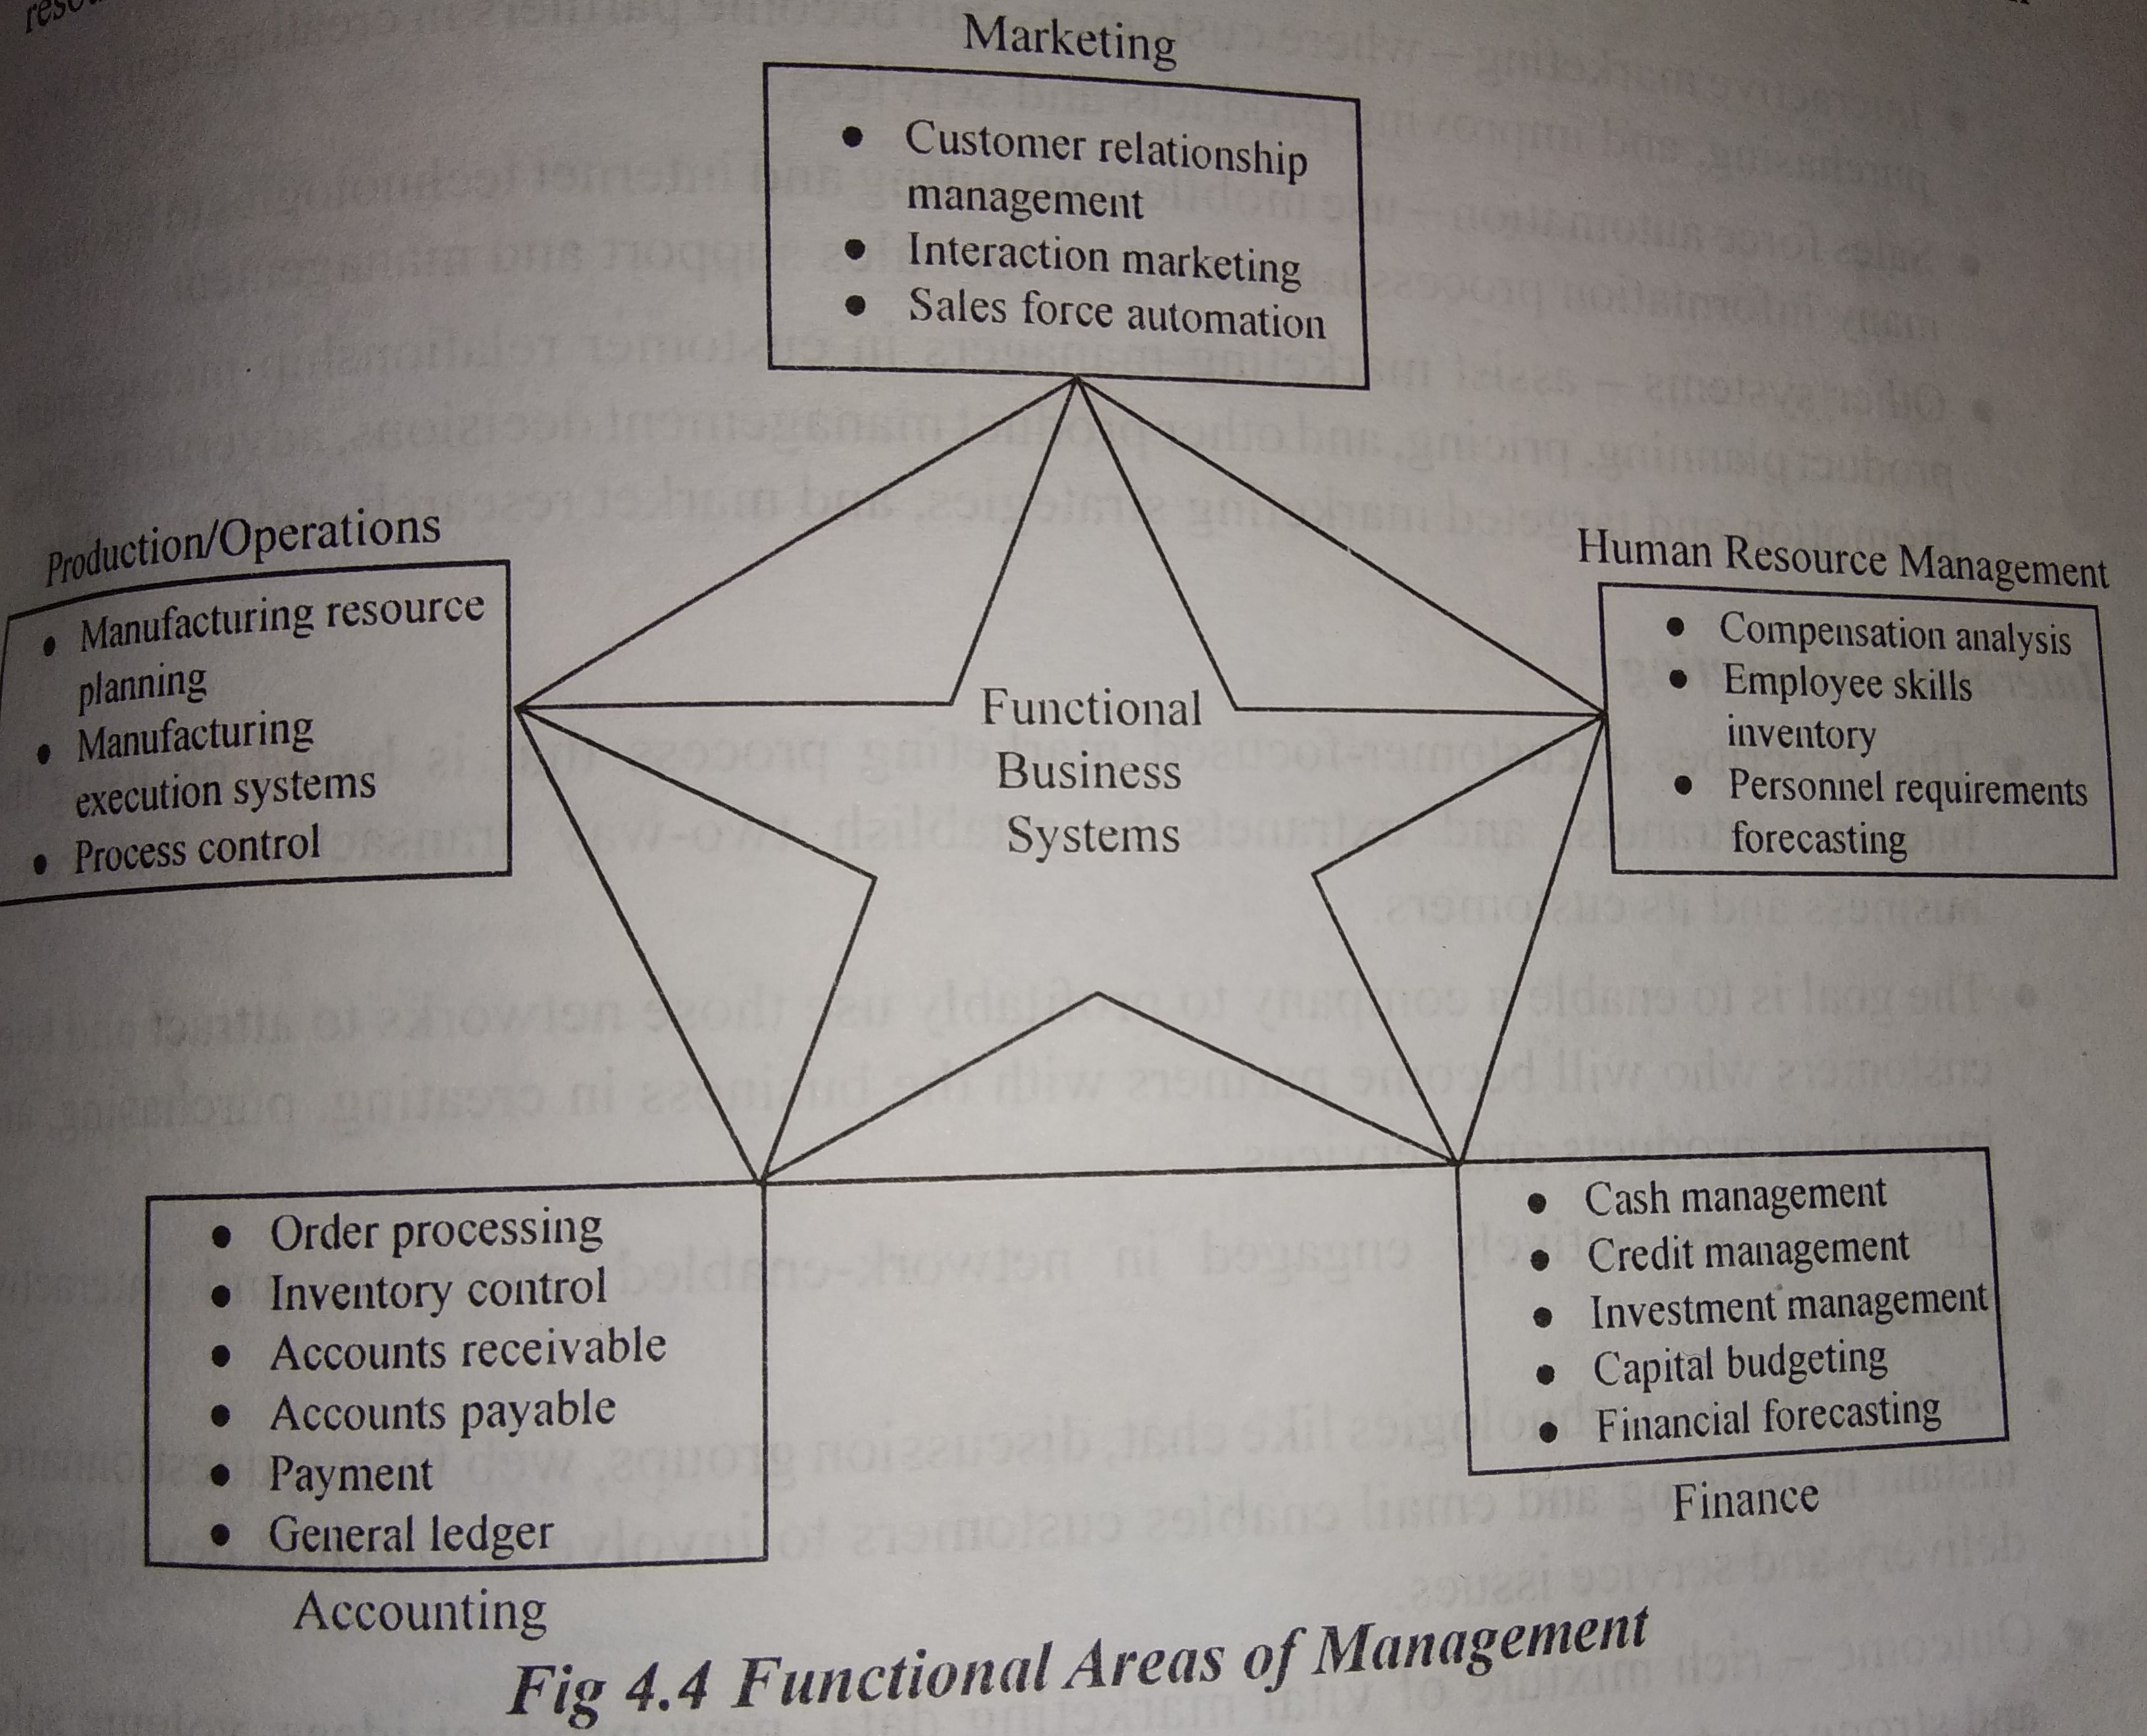 Marketing
• Customer relationship
management
• Interaction marketing
• Sales force automation
Production/Operations
• Manufacturing resource
planning
• Manufacturing
execution systems
• Process control
Human Resource Management
• Compensation analysis
• Employee skills
inventory
• Personnel requirements
forecasting
Functional
Business
Systems
• Order processing
• Inventory control
• Accounts receivable
• Accounts payable
• Payment
• General ledger
Accounting
• Cash management
• Credit management
• Investment management
• Capital budgeting
• Financial forecasting
Finance
Fig 4.4 Functional Areas of Management